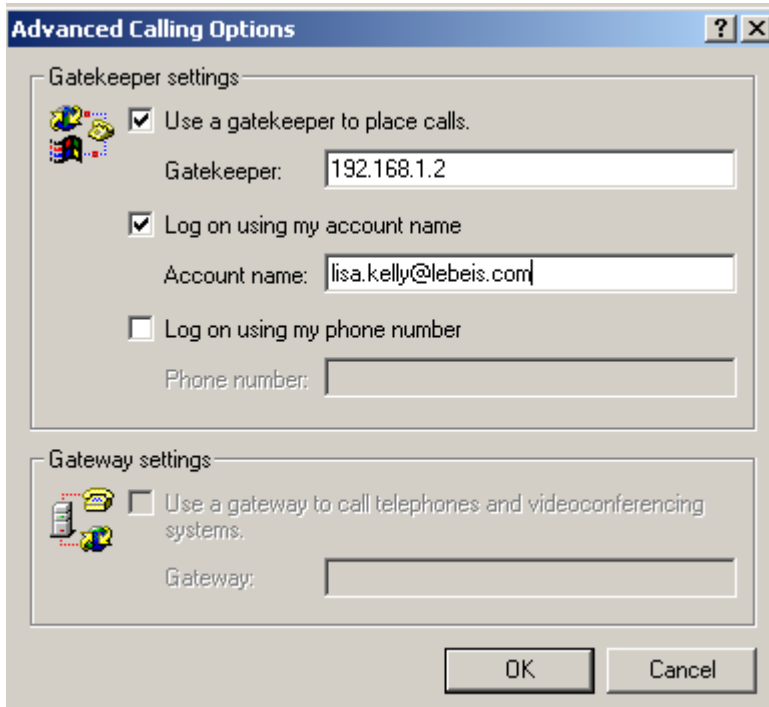 Advanced Calling Options
Gatekeeper settings
Use a gatekeeper to place calls.
Gatekeeper: 192.168.1.2
Log on using my account name
Account name: lisa.kelly@lebeis.com
Log on using my phone number
Phone number:
Gateway settings
Use a gateway to call telephones and videoconferencing
systems.
Gateway:
OK Cancel